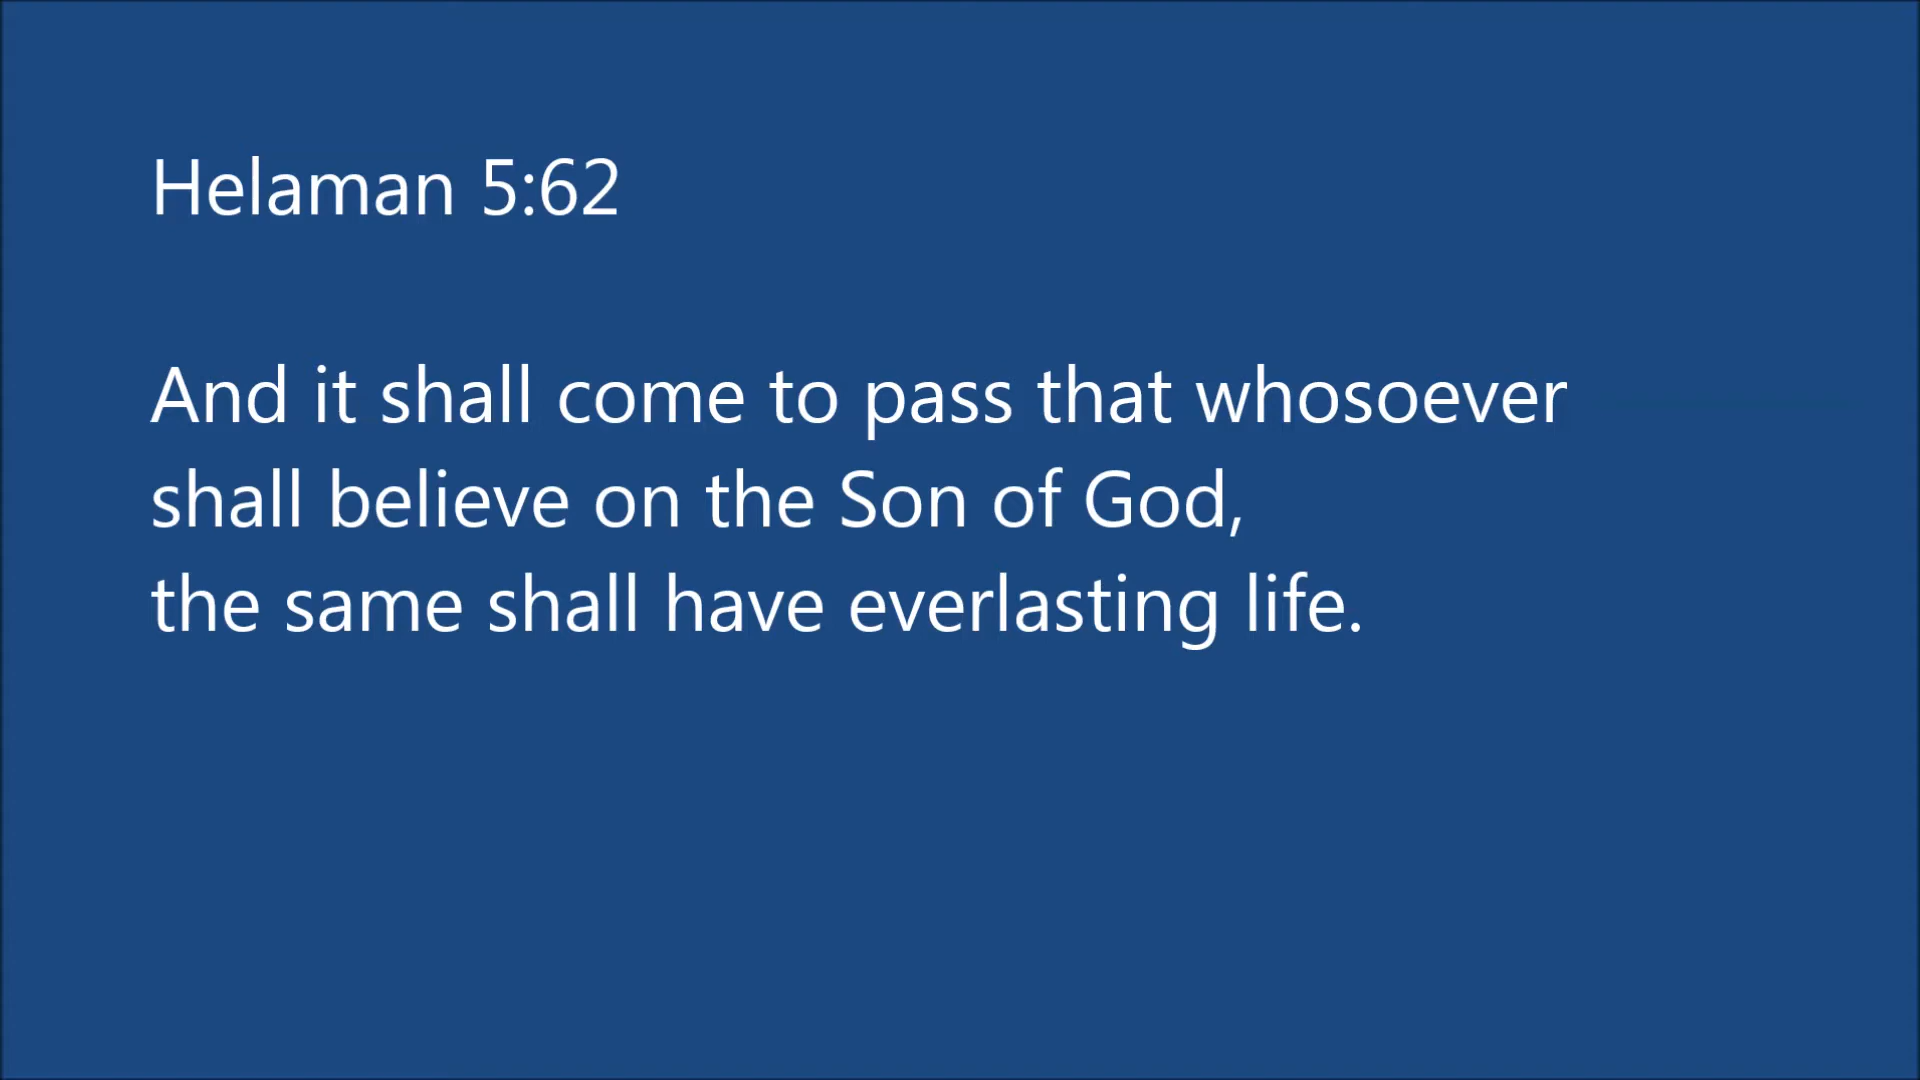 Helaman 5:62
And it shall come to pass that whosoever
shall believe on the Son of God,
the same shall have everlasting life.